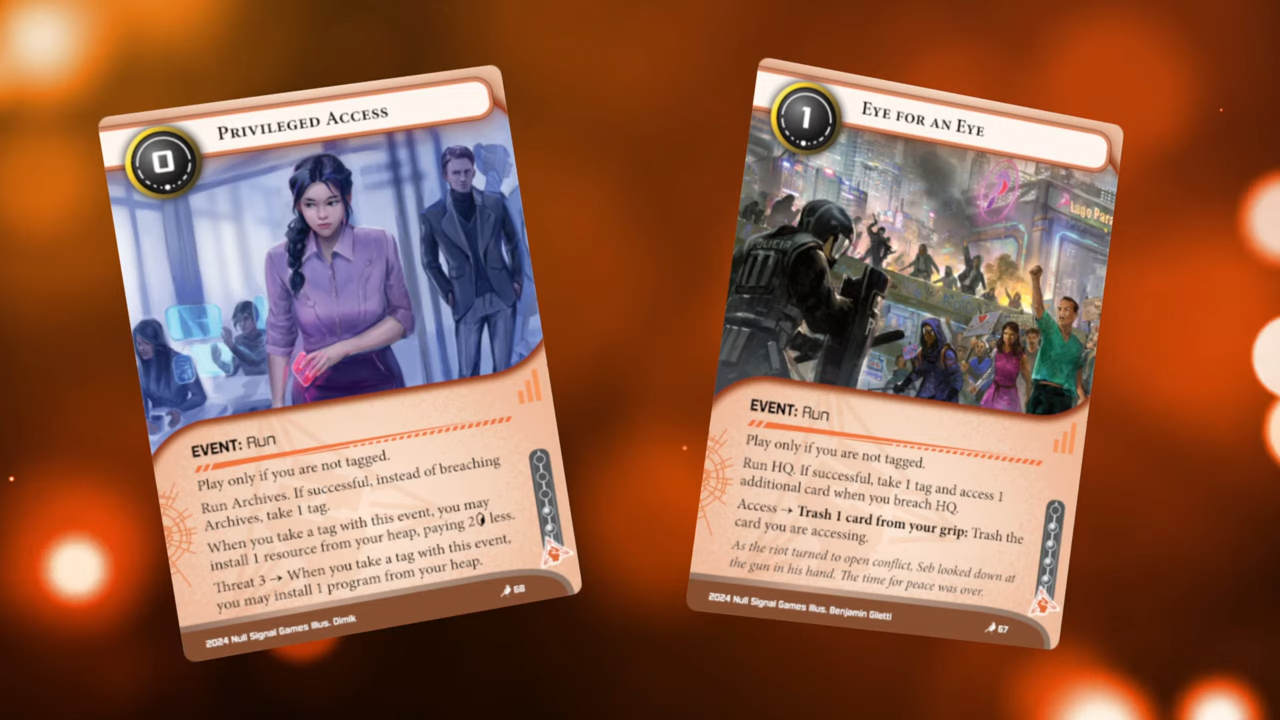 PRIVILEGED ACCESS
0
EVENT: Run
Play only if you are not tagged.
Run Archives. If successful, instead of breaching
Archives, take 1 tag.
When you take a tag with this event, you may
install 1 resource from your heap, paying 2 less.
Threat 3 → When you take a tag with this event,
you may install 1 program from your heap.
2024 Null Signal Games Illus. Dimik
68
EYE FOR AN EYE
1
POLICIA
EVENT: Run
Play only if you are not tagged.
Run HQ. If successful, take 1 tag and access 1
additional card when you breach HQ.
Access → Trash 1 card from your grip: Trash the
card you are accessing.
As the riot turned to open conflict, Seb looked down at
the gun in his hand. The time for peace was over.
2024 Null Signal Games Illus. Benjamin Giletti
67